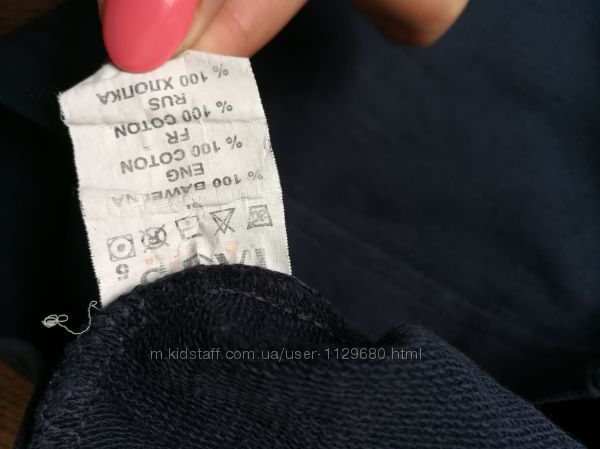 5
% 100 BAWEŁNA
ENG
% 100 COTON
FR
% 100 COTON
RUS
% 100 ХЛОПКА
m.kidstaff.com.ua/user-1129680.html